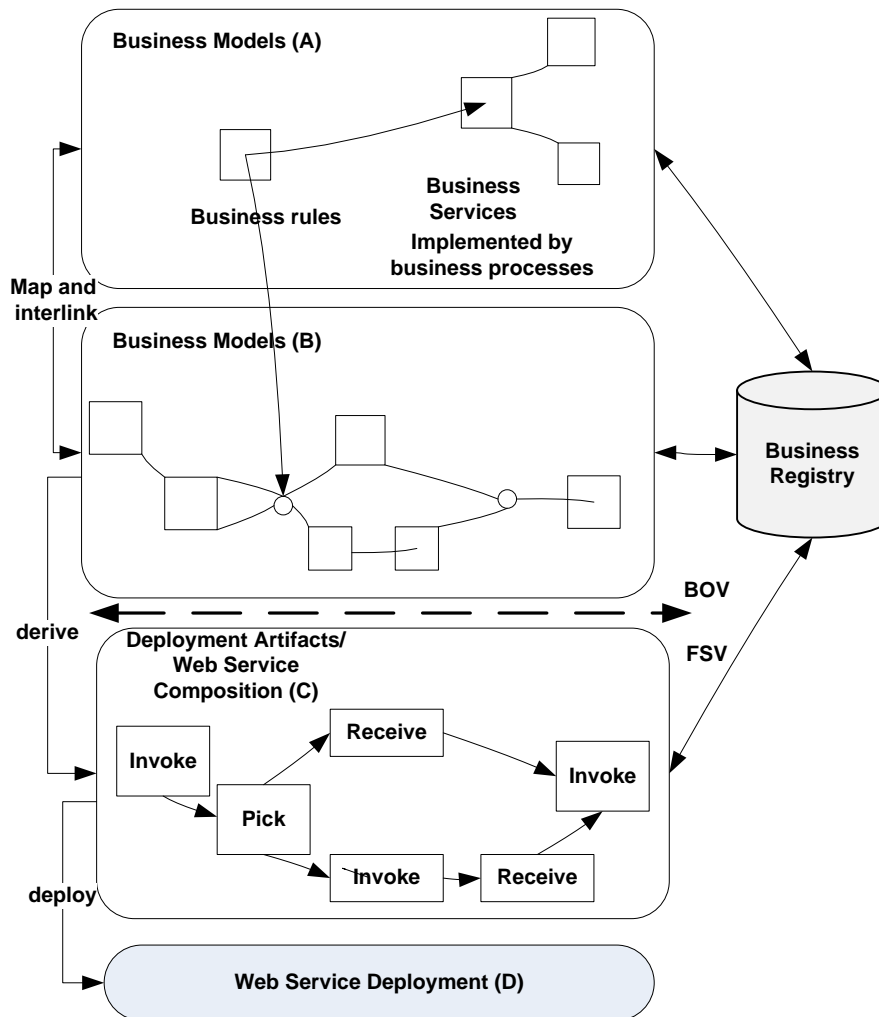 Business Models (A)
Business rules
Business
Services
Implemented by
business processes
Map and
interlink
Business Models (B)
Business
Registry
BOV
derive
FSV
Deployment Artifacts/
Web Service
Composition (C)
Receive
Invoke
Invoke
Pick
Invoke
Receive
deploy
Web Service Deployment (D)